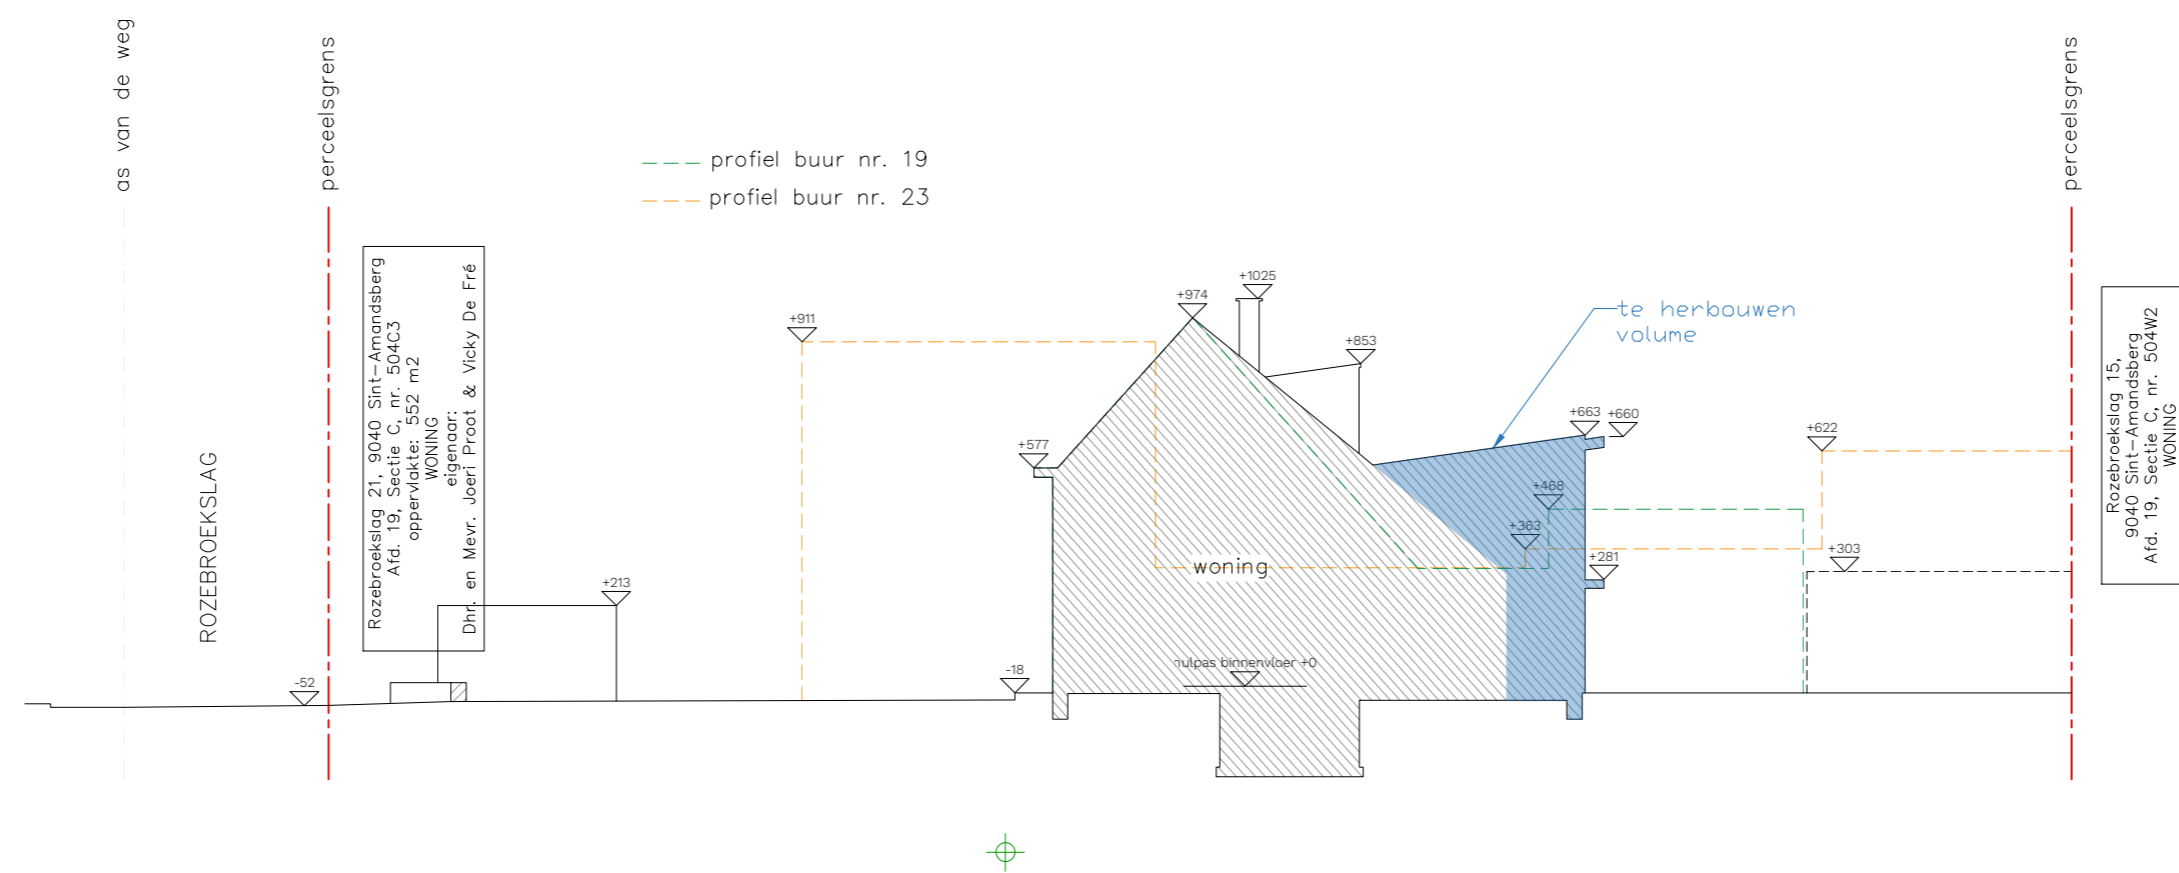 as van de weg
perceelsgrens
perceelsgrens
profiel buur nr. 19
profiel buur nr. 23
Rozebroekslag 21, 9040 Sint-Amandsberg
Afd. 19, Sectie C, nr. 504C3
oppervlakte: 552 m2
WONING
eigenaar:
Dhr. en Mevr. Joeri Proot & Vicky De Fré
ROZEBROEKSLAG
+1025
+974
+911
+853
te herbouwen
volume
+663
+660
+622
+577
+468
+363
+303
+281
+213
woning
nulpas binnenvloer +0
-18
-52
Rozebroekslag 15,
9040 Sint-Amandsberg
Afd. 19, Sectie C, nr. 504W2
WONING